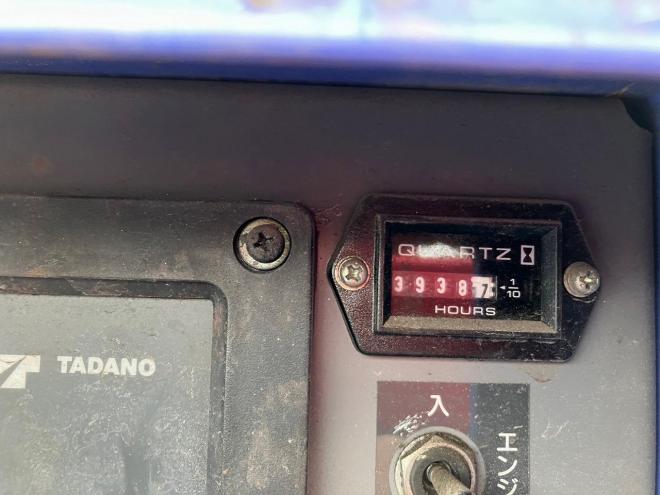 QUARTZ
39387 1/10
HOURS
TADANO
入
エンジ